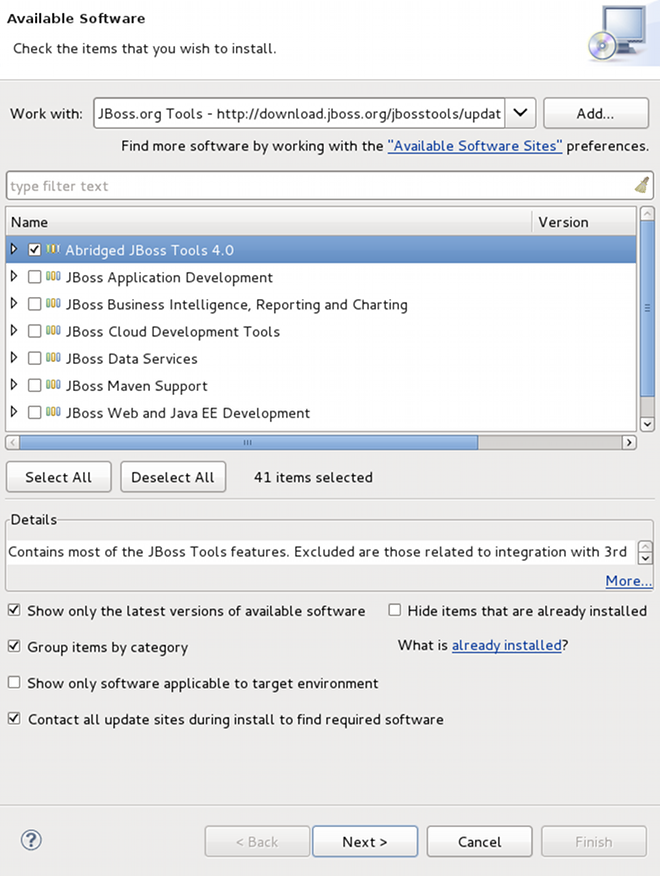 Available Software
Check the items that you wish to install.
Work with: JBoss.org Tools - http://download.jboss.org/jbosstools/updat Add...
Find more software by working with the "Available Software Sites" preferences.
type filter text
Name Version
Abridged JBoss Tools 4.0
JBoss Application Development
JBoss Business Intelligence, Reporting and Charting
JBoss Cloud Development Tools
JBoss Data Services
JBoss Maven Support
JBoss Web and Java EE Development
Select All Deselect All 41 items selected
Details
Contains most of the JBoss Tools features. Excluded are those related to integration with 3rd
More...
Show only the latest versions of available software Hide items that are already installed
Group items by category What is already installed?
Show only software applicable to target environment
Contact all update sites during install to find required software
? < Back Next > Cancel Finish